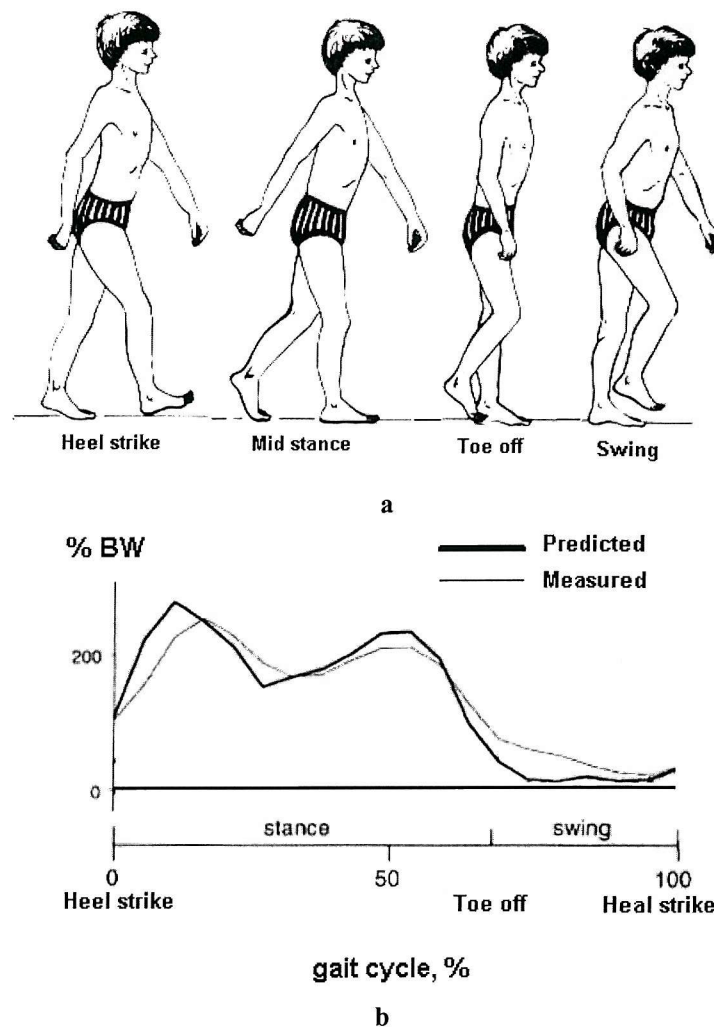 Heel strike Mid stance Toe off Swing
a
% BW
Predicted
Measured
200
0
stance swing
0 50 100
Heel strike Toe off Heal strike
gait cycle, %
b